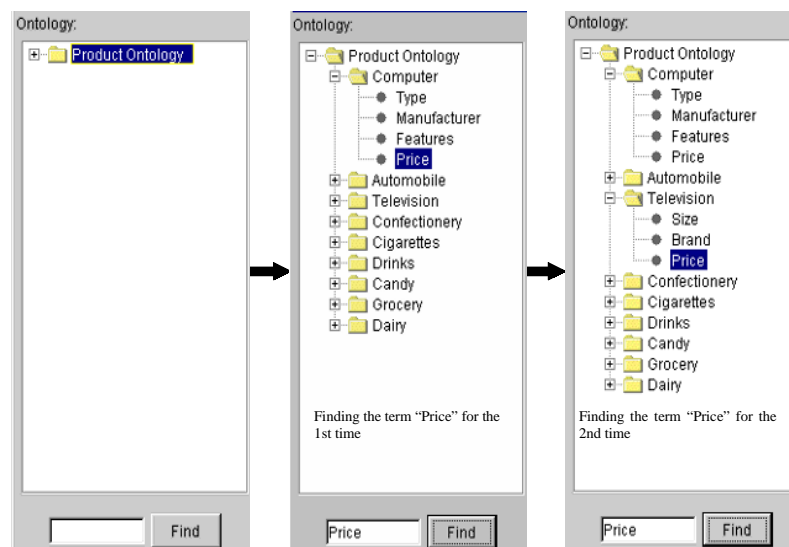 Ontology:
Product Ontology
Find
Ontology:
Product Ontology
Computer
Type
Manufacturer
Features
Price
Automobile
Television
Confectionery
Cigarettes
Drinks
Candy
Grocery
Dairy
Finding the term “Price” for the
1st time
Price
Find
Ontology:
Product Ontology
Computer
Type
Manufacturer
Features
Price
Automobile
Television
Size
Brand
Price
Confectionery
Cigarettes
Drinks
Candy
Grocery
Dairy
Finding the term “Price” for the
2nd time
Price
Find